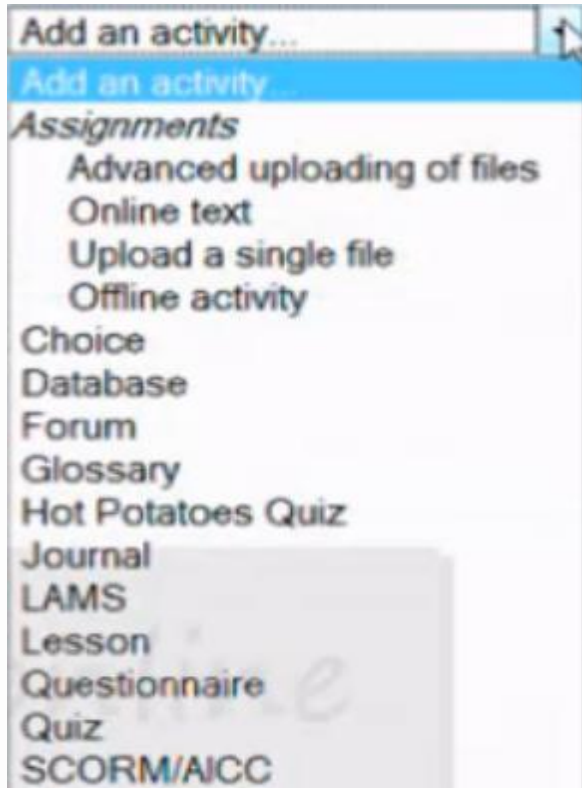 Add an activity...
Add an activity...
Assignments
Advanced uploading of files
Online text
Upload a single file
Offline activity
Choice
Database
Forum
Glossary
Hot Potatoes Quiz
Journal
LAMS
Lesson
Questionnaire
Quiz
SCORM/AICC